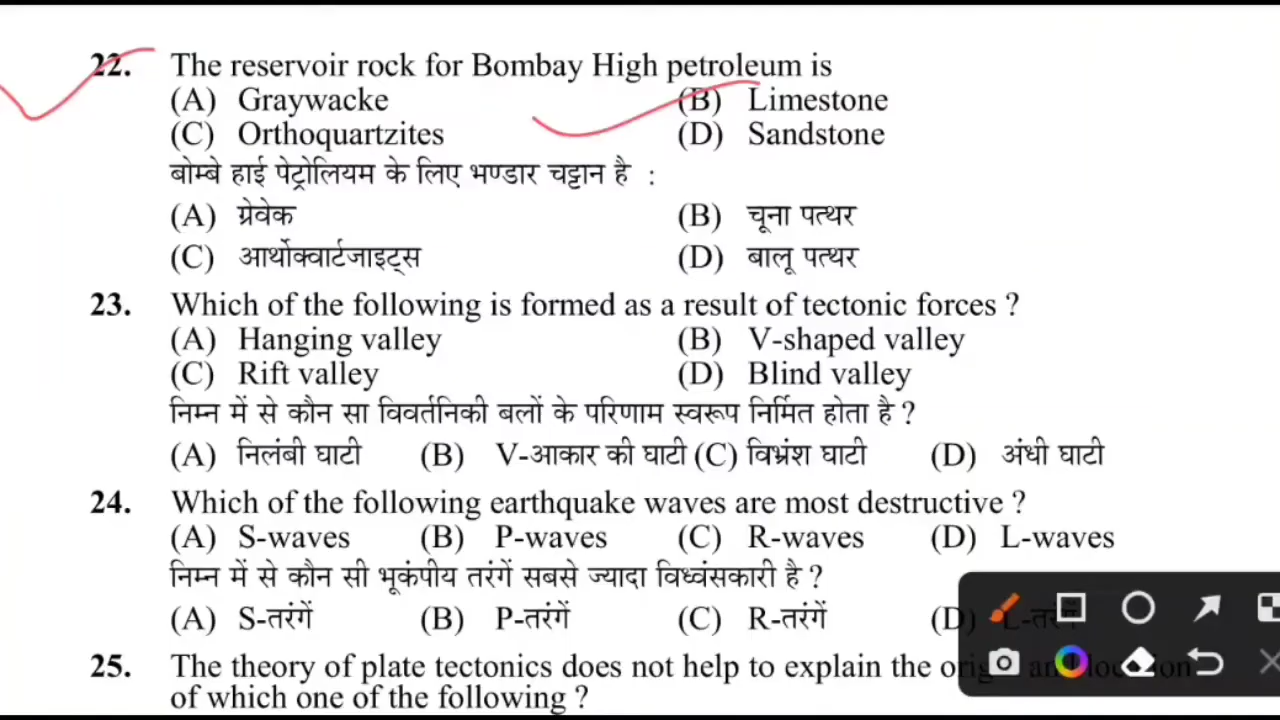 22. The reservoir rock for Bombay High petroleum is
(A) Graywacke (B) Limestone
(C) Orthoquartzites (D) Sandstone
बोम्बे हाई पेट्रोलियम के लिए भण्डार चट्टान है :
(A) ग्रेवेक (B) चूना पत्थर
(C) आर्थोक्वार्टजाइट्स (D) बालू पत्थर
23. Which of the following is formed as a result of tectonic forces ?
(A) Hanging valley (B) V-shaped valley
(C) Rift valley (D) Blind valley
निम्न में से कौन सा विवर्तनिकी बलों के परिणाम स्वरूप निर्मित होता है ?
(A) निलंबी घाटी (B) V-आकार की घाटी (C) विभ्रंश घाटी (D) अंधी घाटी
24. Which of the following earthquake waves are most destructive ?
(A) S-waves (B) P-waves (C) R-waves (D) L-waves
निम्न में से कौन सी भूकंपीय तरंगें सबसे ज्यादा विध्वंसकारी है ?
(A) S-तरंगें (B) P-तरंगें (C) R-तरंगें (D) L-तरंगें
25. The theory of plate tectonics does not help to explain the origin and location
of which one of the following ?